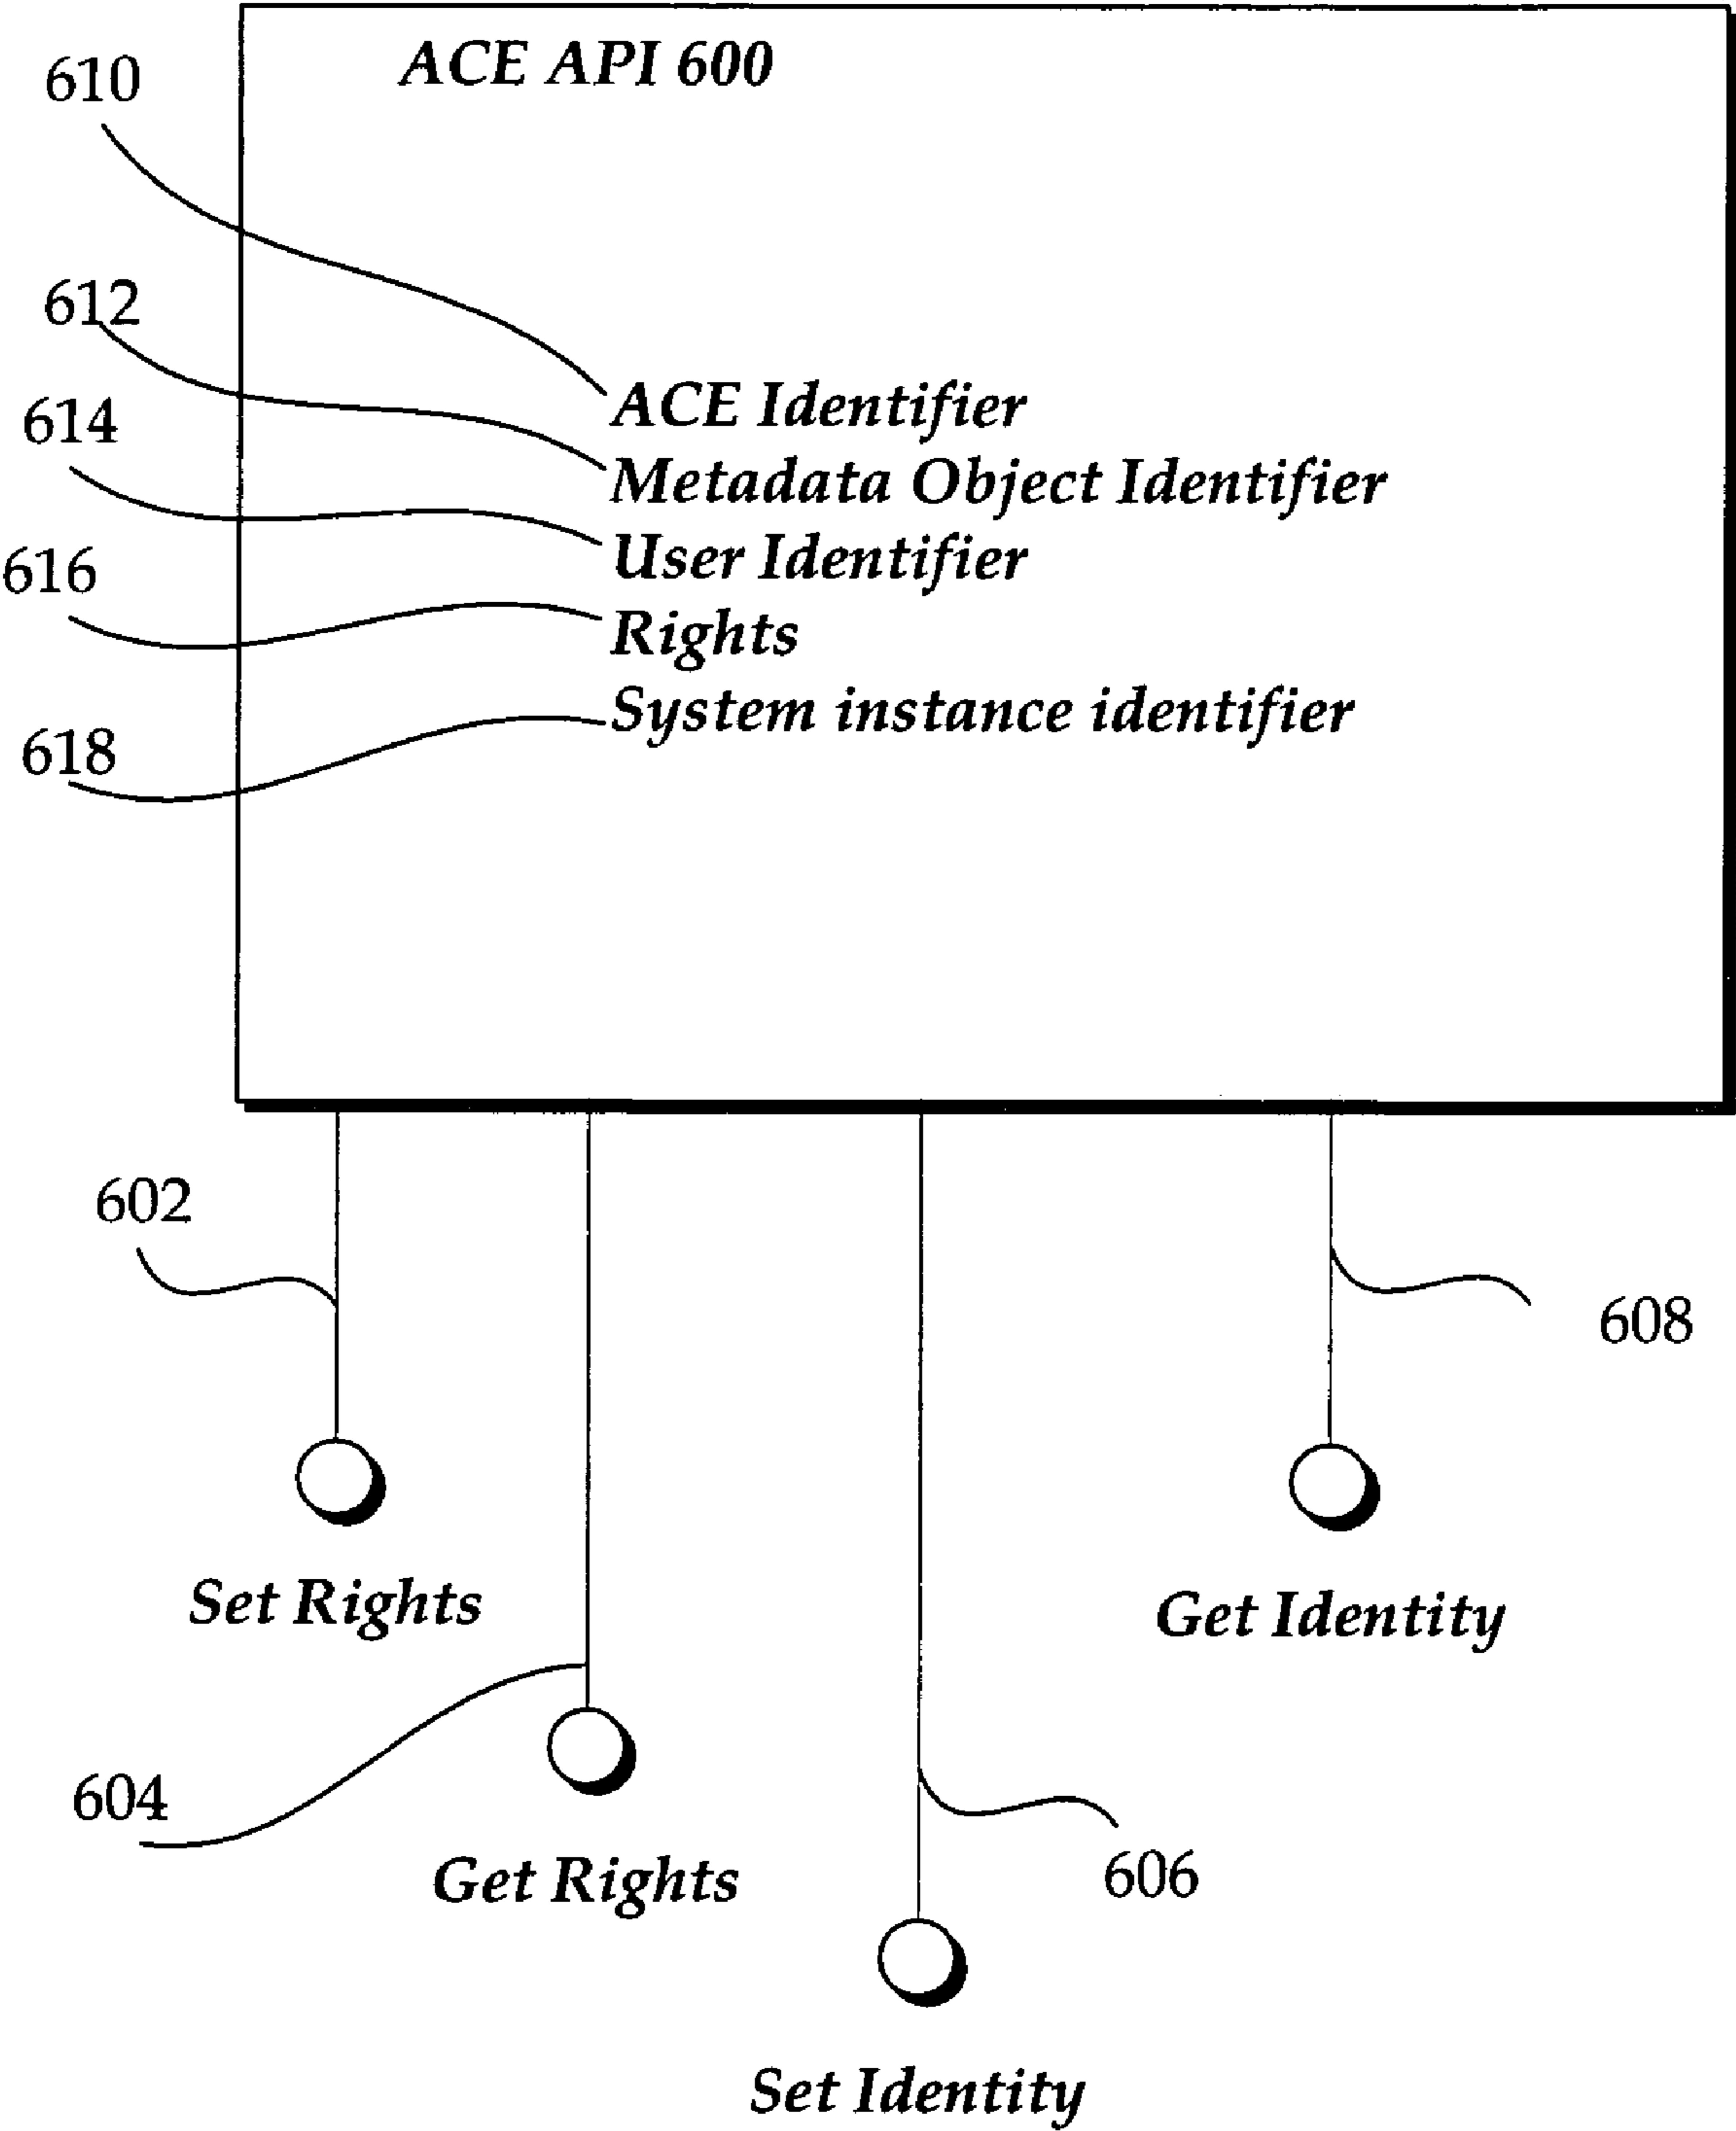 ACE API 600
610
612
614
616
618
ACE Identifier
Metadata Object Identifier
User Identifier
Rights
System instance identifier
602
608
Set Rights
Get Identity
604
Get Rights
606
Set Identity